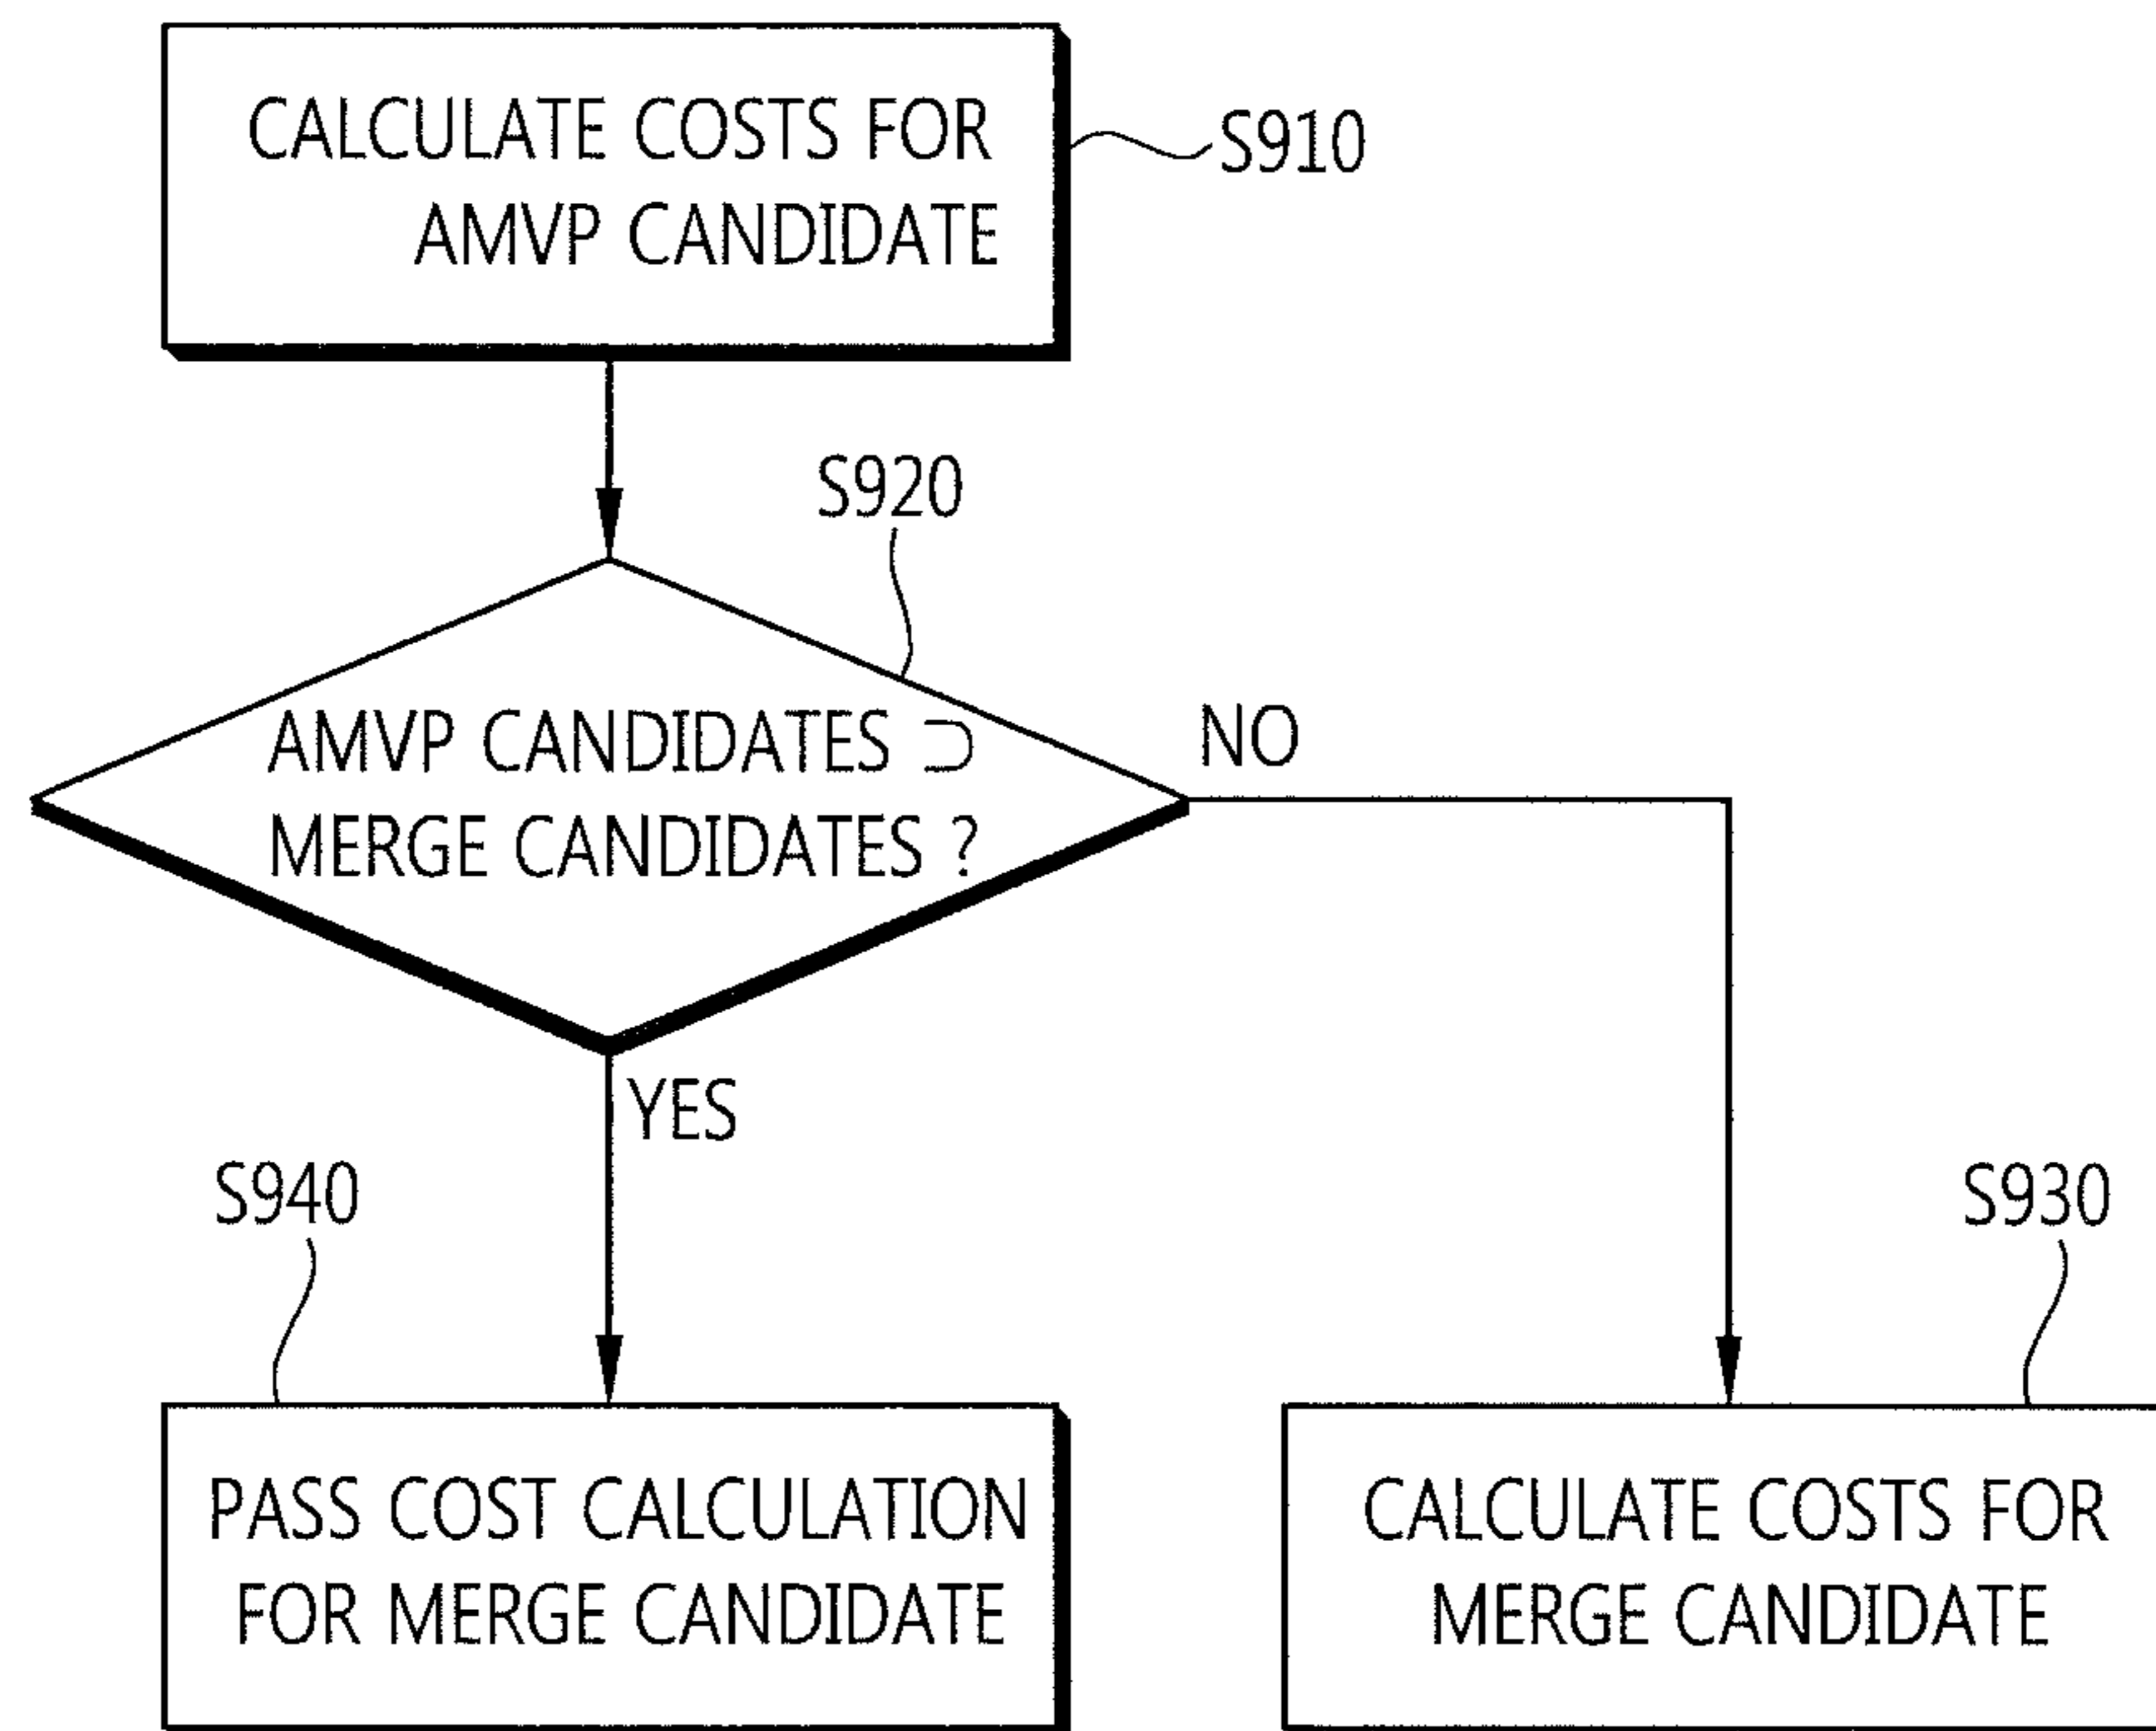 CALCULATE COSTS FOR
AMVP CANDIDATE
S910
S920
AMVP CANDIDATES ⊃
MERGE CANDIDATES ?
NO
YES
S940
S930
PASS COST CALCULATION
FOR MERGE CANDIDATE
CALCULATE COSTS FOR
MERGE CANDIDATE